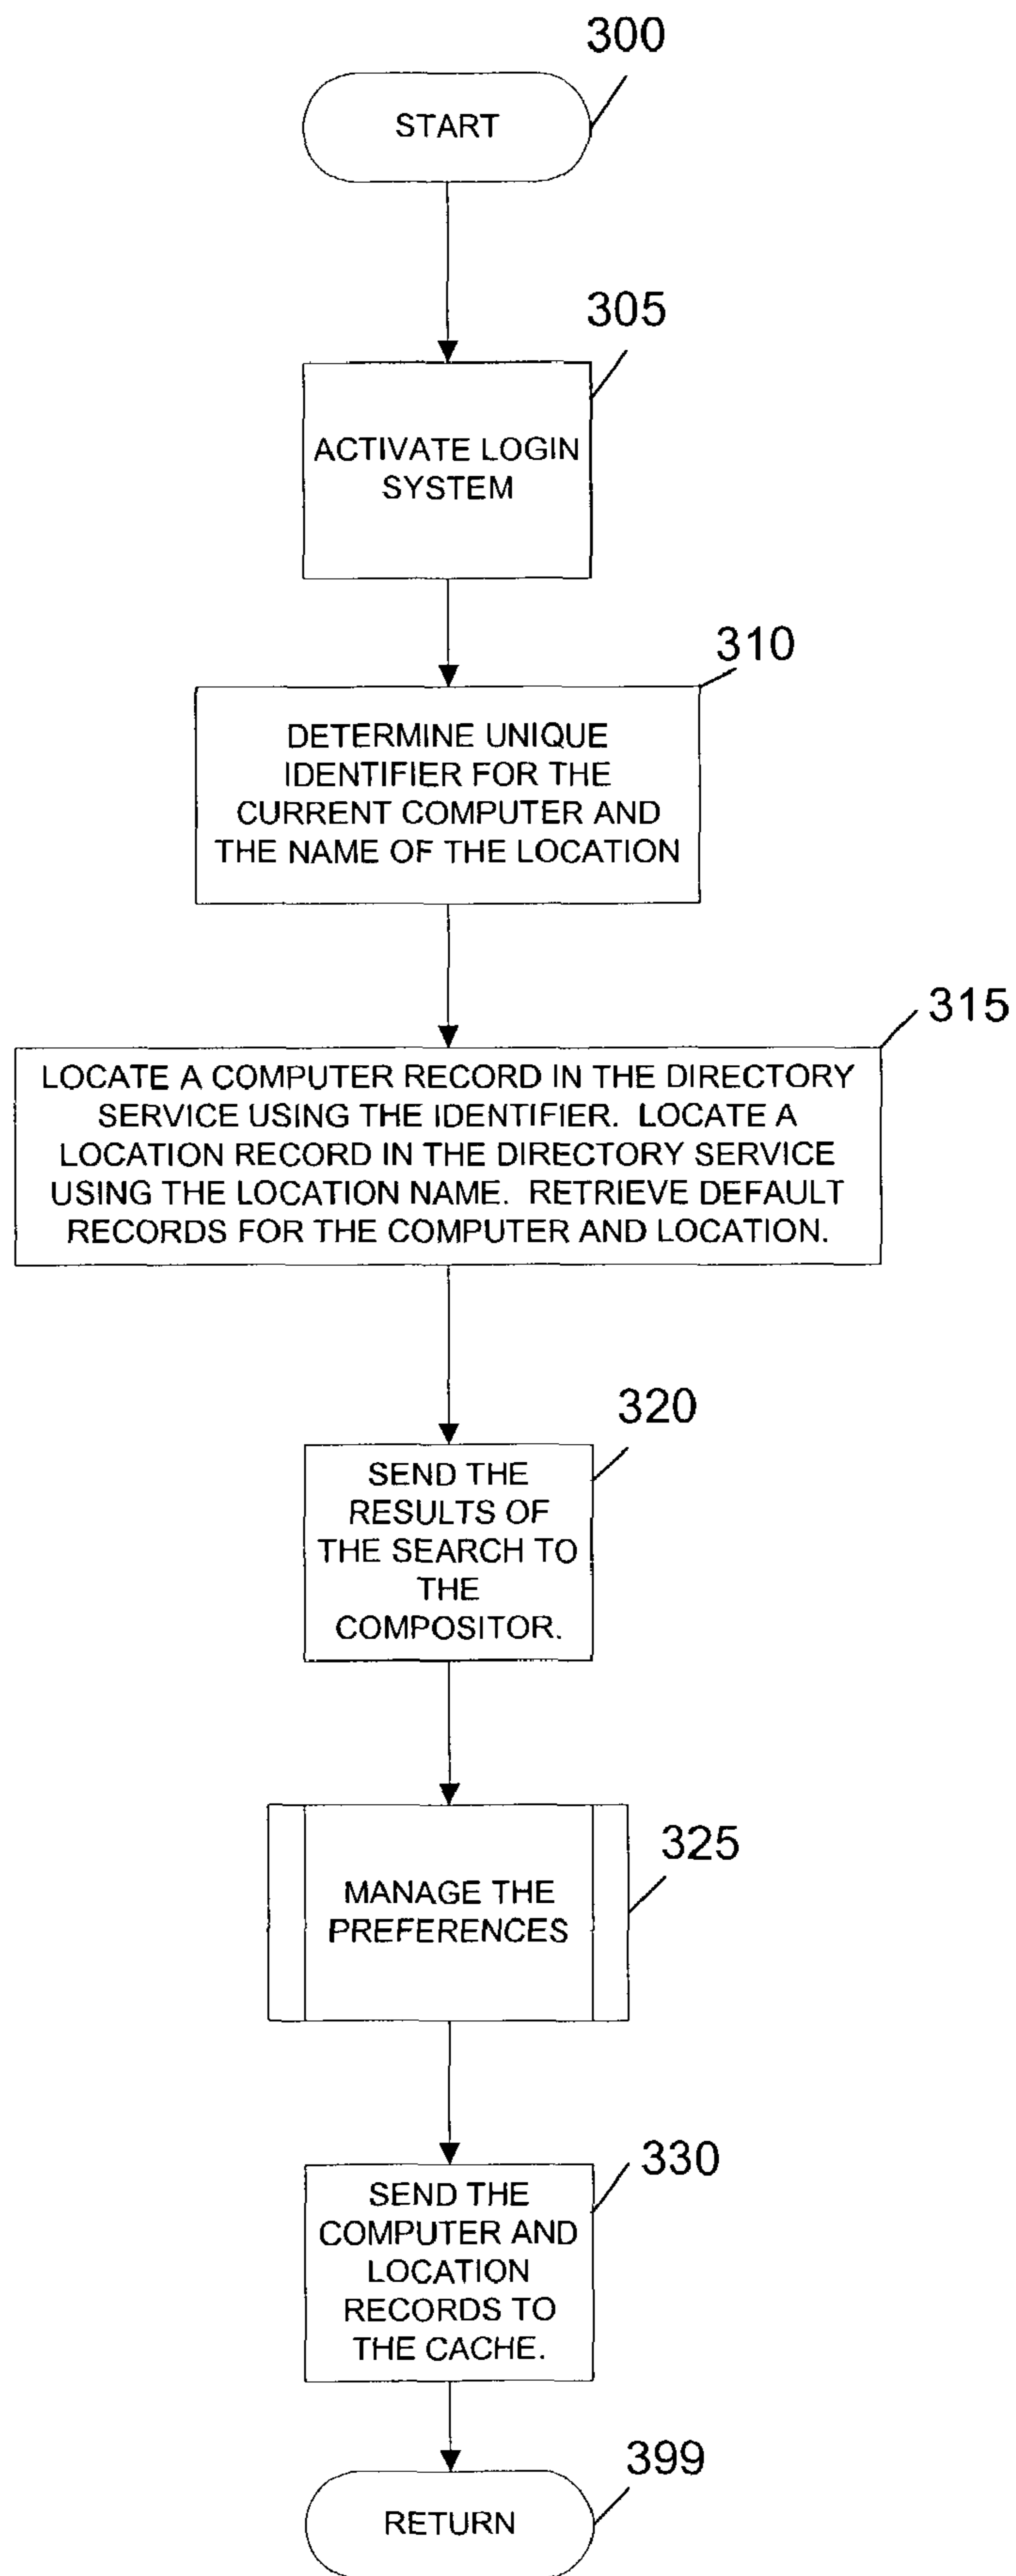 300
START
305
ACTIVATE LOGIN
SYSTEM
310
DETERMINE UNIQUE
IDENTIFIER FOR THE
CURRENT COMPUTER AND
THE NAME OF THE LOCATION
315
LOCATE A COMPUTER RECORD IN THE DIRECTORY
SERVICE USING THE IDENTIFIER. LOCATE A
LOCATION RECORD IN THE DIRECTORY SERVICE
USING THE LOCATION NAME. RETRIEVE DEFAULT
RECORDS FOR THE COMPUTER AND LOCATION.
320
SEND THE
RESULTS OF
THE SEARCH TO
THE
COMPOSITOR.
325
MANAGE THE
PREFERENCES
330
SEND THE
COMPUTER AND
LOCATION
RECORDS TO
THE CACHE.
399
RETURN